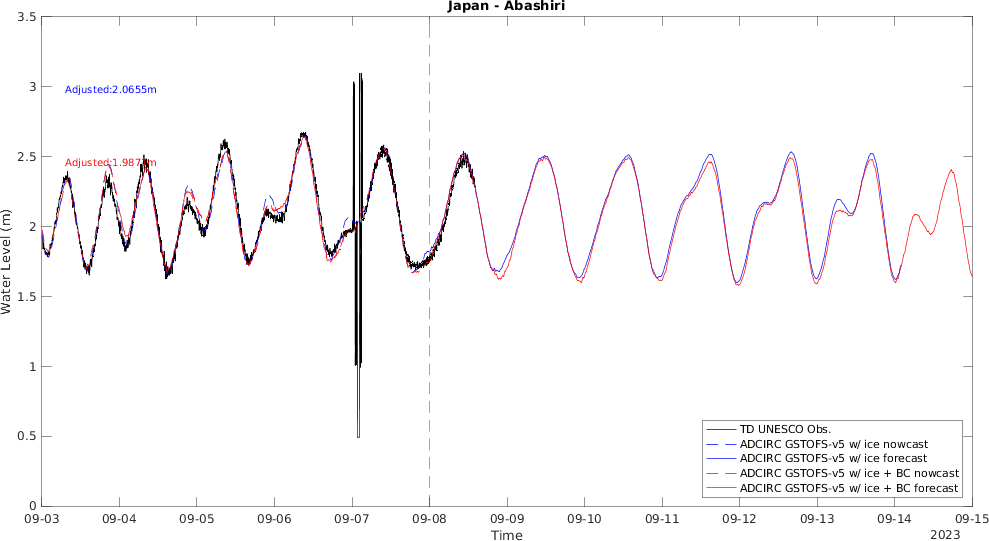 Japan - Abashiri
3.5
3
2.5
2
1.5
1
0.5
0
Water Level (m)
Adjusted:2.0655m
TD UNESCO Obs.
ADCIRC GSTOFS-v5 w/ ice nowcast
ADCIRC GSTOFS-v5 w/ ice forecast
ADCIRC GSTOFS-v5 w/ ice + BC nowcast
ADCIRC GSTOFS-v5 w/ ice + BC forecast
09-03 09-04 09-05 09-06 09-07 09-08 09-09 09-10 09-11 09-12 09-13 09-14 09-15
Time
2023